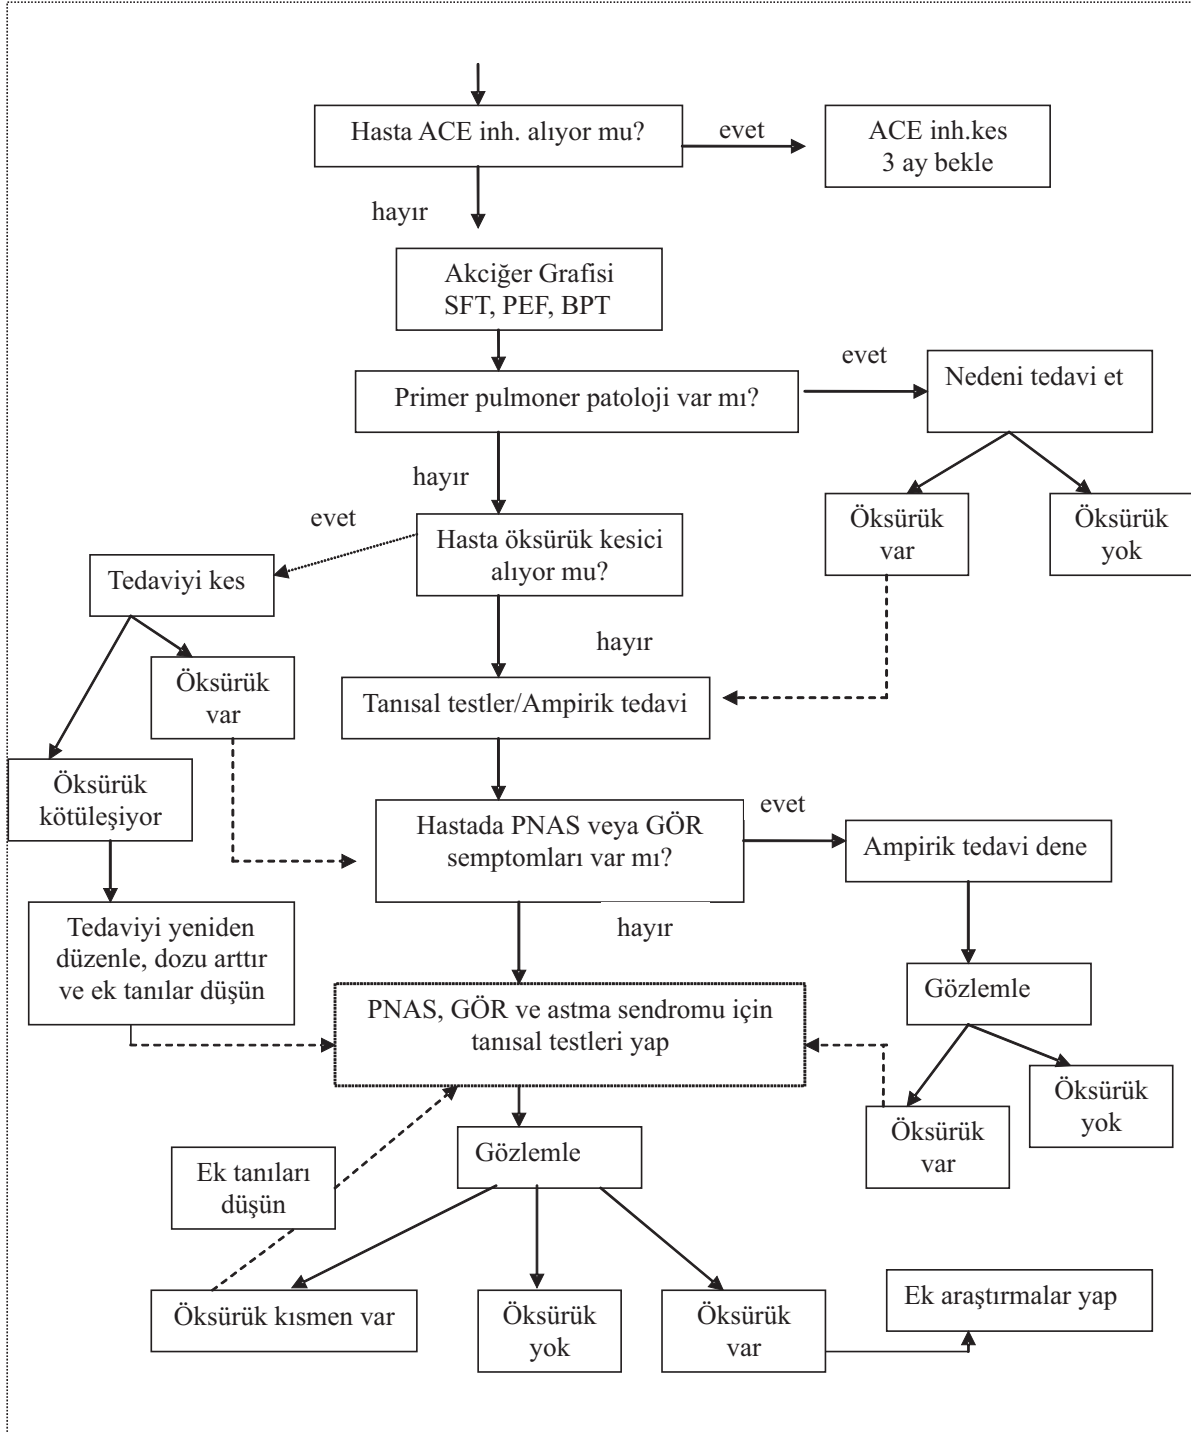 Hasta ACE inh. alıyor mu?
evet
ACE inh.kes
3 ay bekle
hayır
Akciğer Grafisi
SFT, PEF, BPT
Primer pulmoner patoloji var mı?
evet
Nedeni tedavi et
hayır
Öksürük
var
Öksürük
yok
Hasta öksürük kesici
alıyor mu?
evet
Tedaviyi kes
hayır
Öksürük
var
Tanısal testler/Ampirik tedavi
Öksürük
kötüleşiyor
Hastada PNAS veya GÖR
semptomları var mı?
evet
Ampirik tedavi dene
Tedaviyi yeniden
düzenle, dozu arttır
ve ek tanılar düşün
hayır
Gözlemle
PNAS, GÖR ve astma sendromu için
tanısal testleri yap
Öksürük
yok
Öksürük
var
Gözlemle
Ek tanıları
düşün
Öksürük kısmen var
Öksürük
yok
Öksürük
var
Ek araştırmalar yap